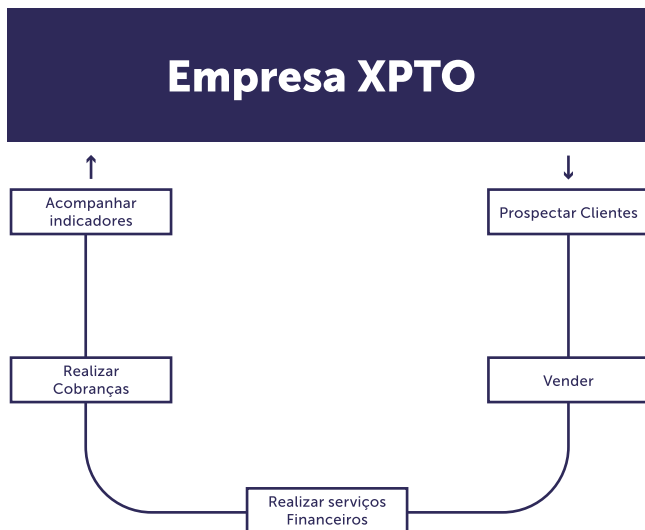 Empresa XPTO
Acompanhar
indicadores
Prospectar Clientes
Realizar
Cobranças
Vender
Realizar serviços
Financeiros